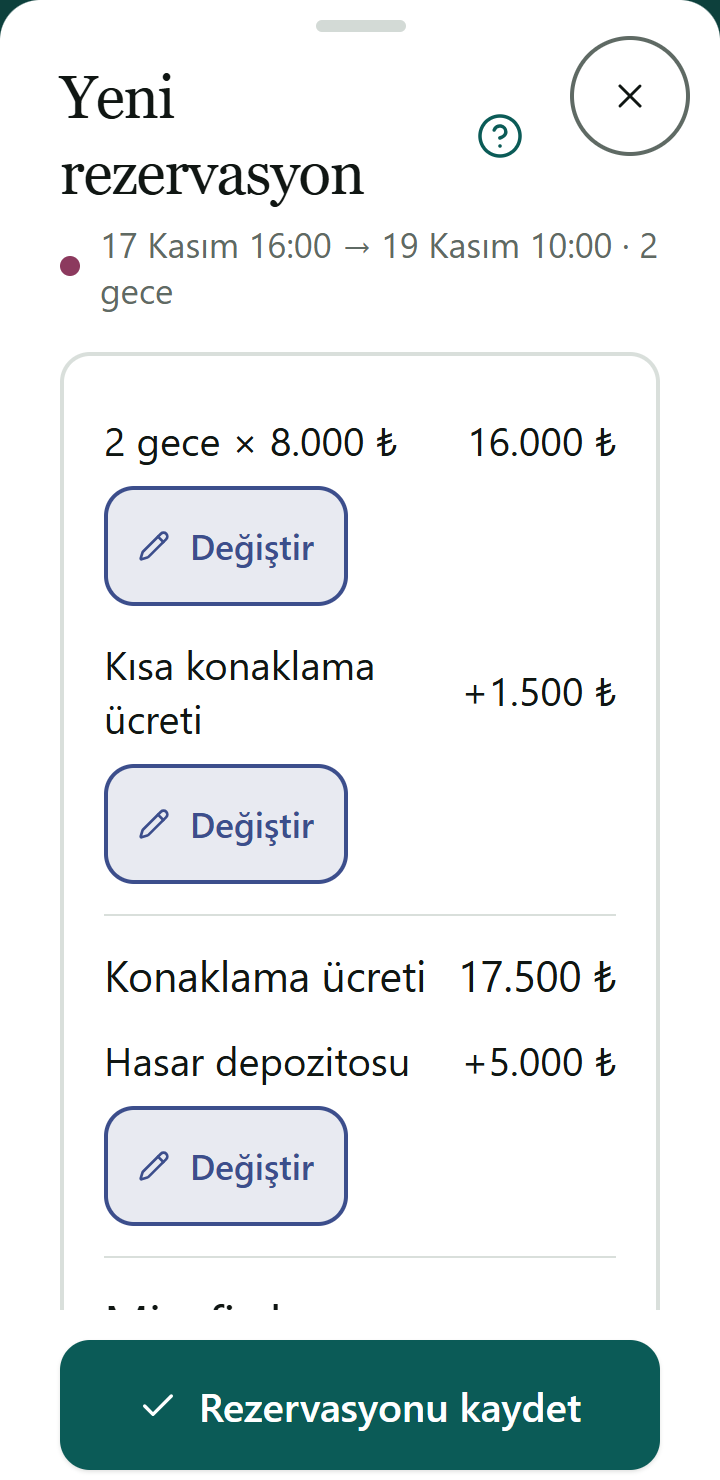 Yeni
rezervasyon
17 Kasım 16:00 → 19 Kasım 10:00 · 2
gece
2 gece × 8.000 ₺ 16.000 ₺
Değiştir
Kısa konaklama
ücreti
+1.500 ₺
Değiştir
Konaklama ücreti 17.500 ₺
Hasar depozitosu +5.000 ₺
Değiştir
Rezervasyonu kaydet